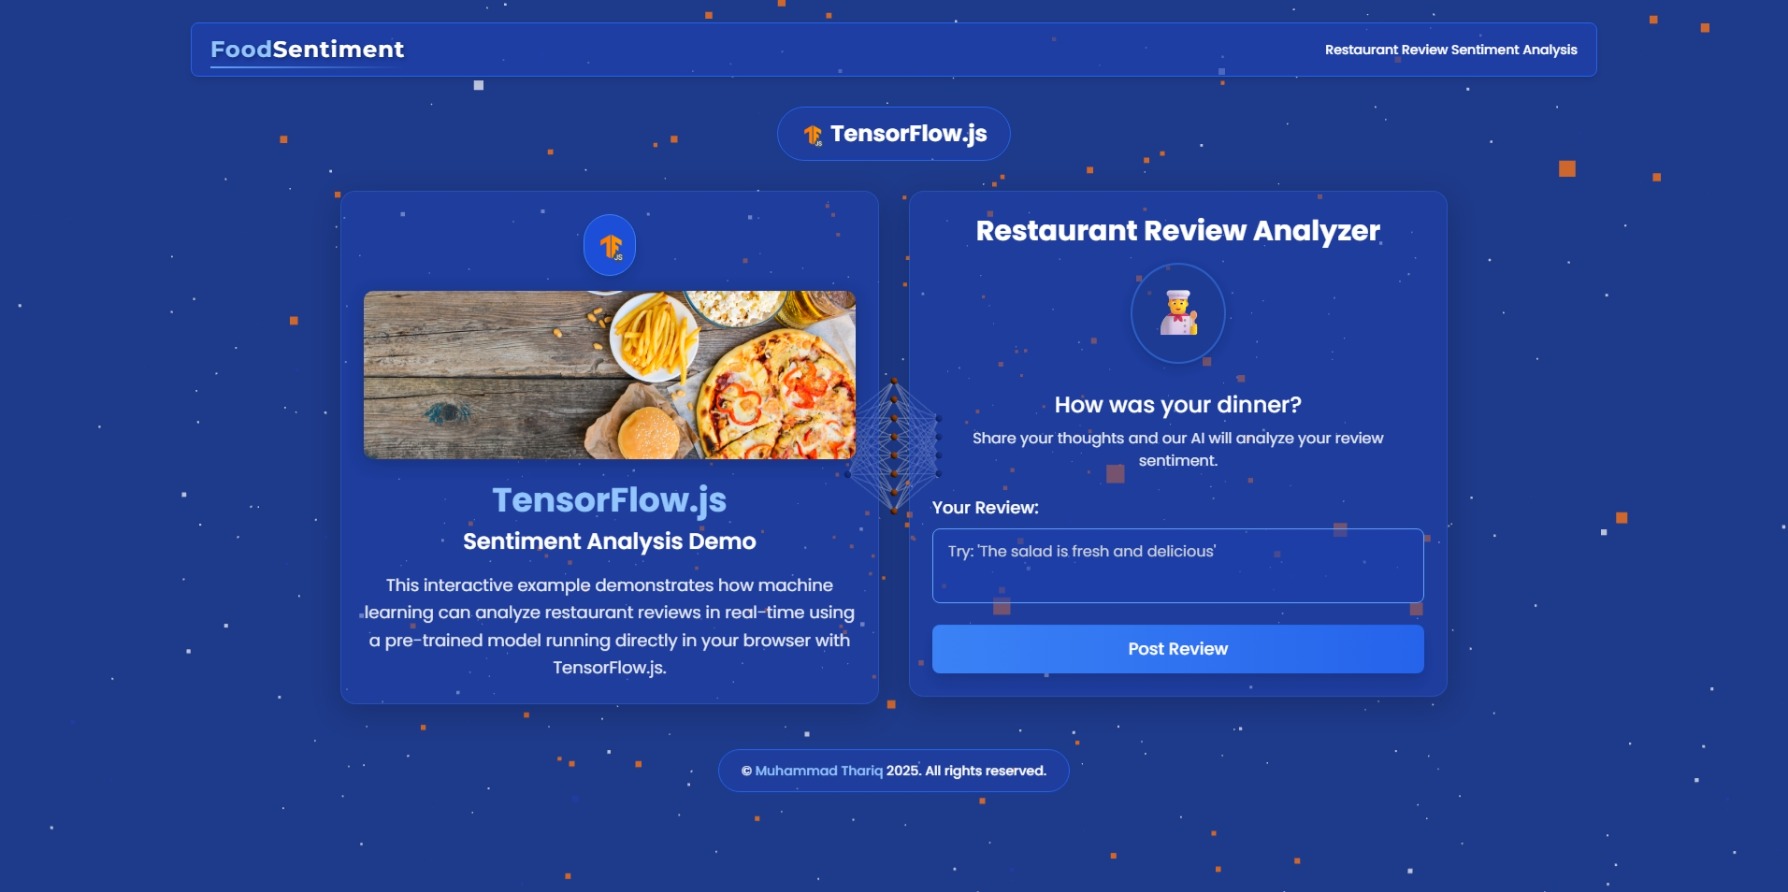 FoodSentiment
Restaurant Review Sentiment Analysis
TensorFlow.js
JS
TensorFlow.js
Sentiment Analysis Demo
This interactive example demonstrates how machine
learning can analyze restaurant reviews in real-time using
a pre-trained model running directly in your browser with
TensorFlow.js.
Restaurant Review Analyzer
How was your dinner?
Share your thoughts and our AI will analyze your review
sentiment.
Your Review:
Try: 'The salad is fresh and delicious'
Post Review
© Muhammad Thariq 2025. All rights reserved.